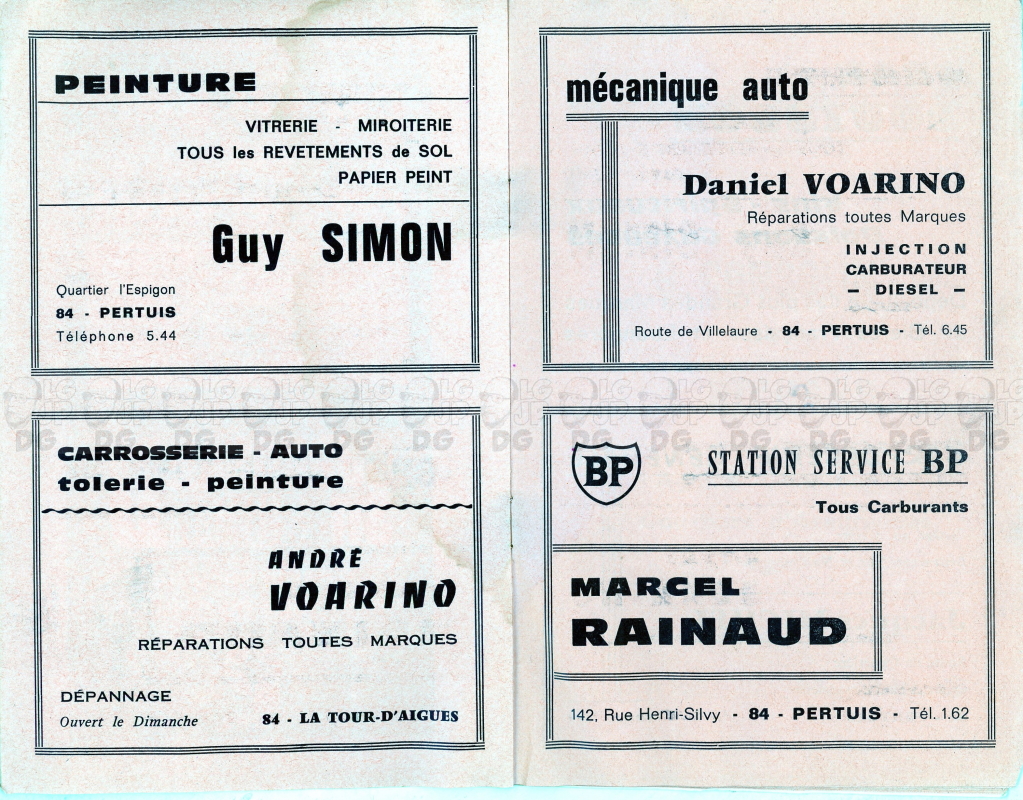 PEINTURE
VITRERIE - MIROITERIE
TOUS les REVETEMENTS de SOL
PAPIER PEINT
Guy SIMON
Quartier l'Espigon
84 - PERTUIS
Téléphone 5.44
CARROSSERIE - AUTO
tolerie - peinture
ANDRÉ
VOARINO
RÉPARATIONS TOUTES MARQUES
DÉPANNAGE
Ouvert le Dimanche
84 - LA TOUR-D'AIGUES
mécanique auto
Daniel VOARINO
Réparations toutes Marques
INJECTION
CARBURATEUR
- DIESEL -
Route de Villelaure - 84 - PERTUIS - Tél. 6.45
BP
STATION SERVICE BP
Tous Carburants
MARCEL
RAINAUD
142, Rue Henri-Silvy - 84 - PERTUIS - Tél. 1.62